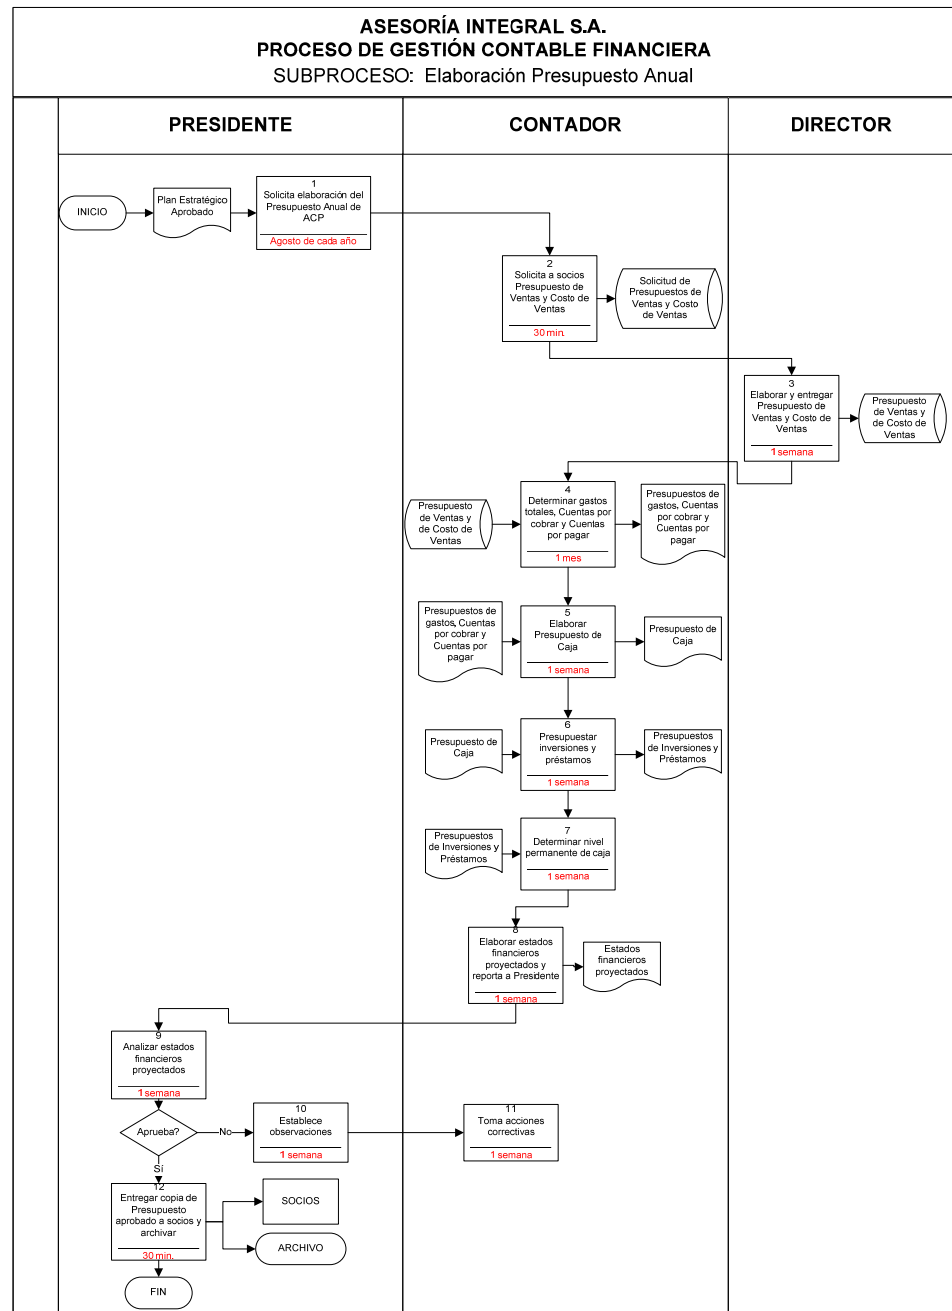 ASESORÍA INTEGRAL S.A.
PROCESO DE GESTIÓN CONTABLE FINANCIERA
SUBPROCESO: Elaboración Presupuesto Anual
PRESIDENTE
CONTADOR
DIRECTOR
INICIO
Plan Estratégico
Aprobado
1
Solicita elaboración del
Presupuesto Anual de
ACP
Agosto de cada año
2
Solicita a socios
Presupuesto de
Ventas y Costo de
Ventas
30 min.
Solicitud de
Presupuestos de
Ventas y Costo
de Ventas
3
Elaborar y entregar
Presupuesto de
Ventas y Costo de
Ventas
1 semana
Presupuesto
de Ventas y
de Costo de
Ventas
Presupuesto
de Ventas y
de Costo de
Ventas
4
Determinar gastos
totales, Cuentas por
cobrar y Cuentas
por pagar
1 mes
Presupuestos de
gastos, Cuentas
por cobrar y
Cuentas por
pagar
Presupuestos de
gastos, Cuentas
por cobrar y
Cuentas por
pagar
5
Elaborar
Presupuesto de
Caja
1 semana
Presupuesto de
Caja
Presupuesto de
Caja
6
Presupuestar
inversiones y
préstamos
1 semana
Presupuestos
de Inversiones y
Préstamos
Presupuestos
de Inversiones y
Préstamos
7
Determinar nivel
permanente de caja
1 semana
8
Elaborar estados
financieros
proyectados y
reporta a Presidente
1 semana
Estados
financieros
proyectados
9
Analizar estados
financieros
proyectados
1 semana
Aprueba?
No
Sí
10
Establece
observaciones
1 semana
11
Toma acciones
correctivas
1 semana
12
Entregar copia de
Presupuesto
aprobado a socios y
archivar
30 min.
SOCIOS
ARCHIVO
FIN